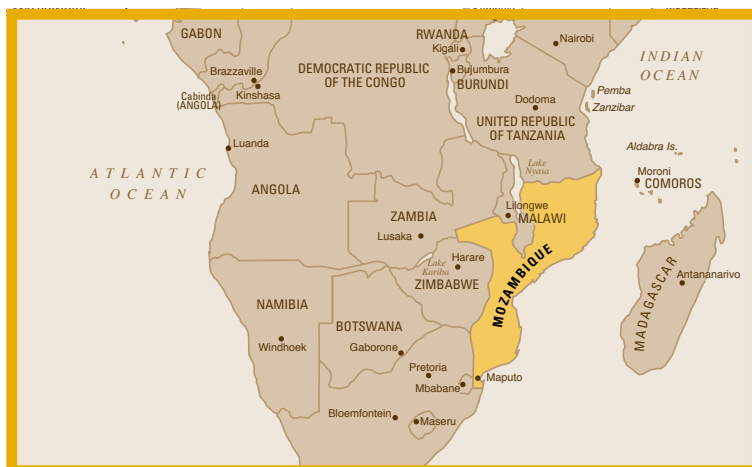 GABON
RWANDA
Kigali
Nairobi
INDIAN
OCEAN
Brazzaville
DEMOCRATIC REPUBLIC
OF THE CONGO
Bujumbura
BURUNDI
Cabinda
(ANGOLA)
Kinshasa
Dodoma
Pemba
Zanzibar
UNITED REPUBLIC
OF TANZANIA
Luanda
Aldabra Is.
ATLANTIC
OCEAN
Lake
Nyasa
Moroni
COMOROS
ANGOLA
Lilongwe
MALAWI
ZAMBIA
Lusaka
Harare
Lake
Kariba
ZIMBABWE
MOZAMBIQUE
Antananarivo
MADAGASCAR
NAMIBIA
BOTSWANA
Windhoek
Gaborone
Pretoria
Mbabane
Maputo
Bloemfontein
Maseru